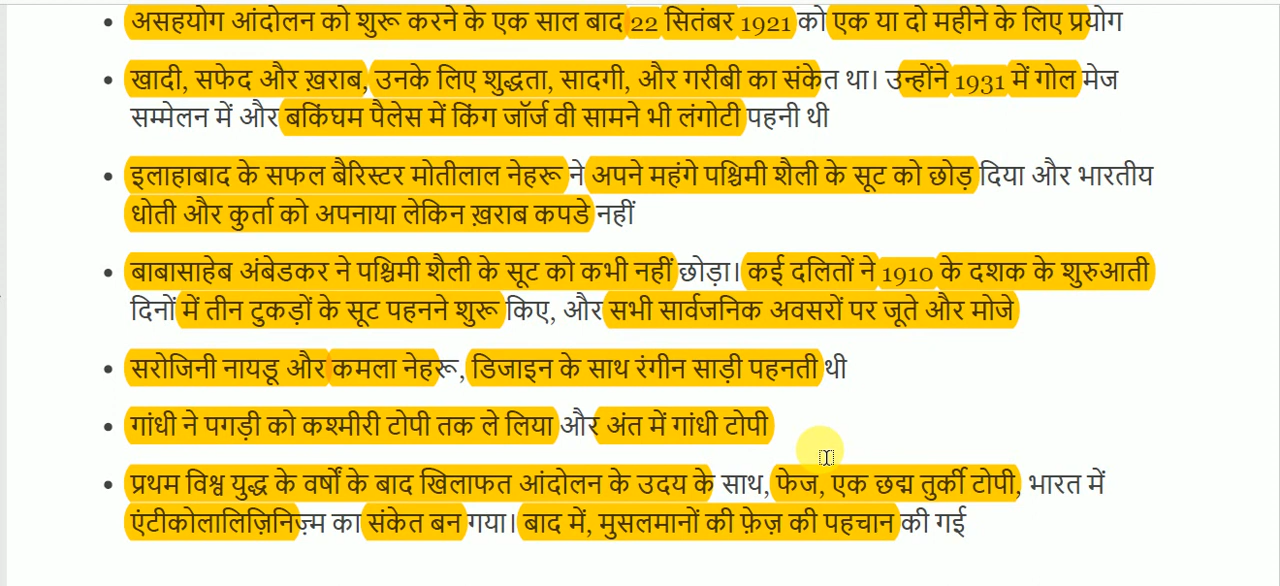 असहयोग आंदोलन को शुरू करने के एक साल बाद 22 सितंबर 1921 को एक या दो महीने के लिए प्रयोग
खादी, सफेद और ख़राब, उनके लिए शुद्धता, सादगी, और गरीबी का संकेत था। उन्होंने 1931 में गोल मेज
सम्मेलन में और बकिंघम पैलेस में किंग जॉर्ज वी सामने भी लंगोटी पहनी थी
इलाहाबाद के सफल बैरिस्टर मोतीलाल नेहरू ने अपने महंगे पश्चिमी शैली के सूट को छोड़ दिया और भारतीय
धोती और कुर्ता को अपनाया लेकिन ख़राब कपडे नहीं
बाबासाहेब अंबेडकर ने पश्चिमी शैली के सूट को कभी नहीं छोड़ा। कई दलितों ने 1910 के दशक के शुरुआती
दिनों में तीन टुकड़ों के सूट पहनने शुरू किए, और सभी सार्वजनिक अवसरों पर जूते और मोजे
सरोजिनी नायडू और कमला नेहरू, डिजाइन के साथ रंगीन साड़ी पहनती थी
गांधी ने पगड़ी को कश्मीरी टोपी तक ले लिया और अंत में गांधी टोपी
प्रथम विश्व युद्ध के वर्षों के बाद खिलाफत आंदोलन के उदय के साथ, फेज, एक छद्म तुर्की टोपी, भारत में
एंटीकोलालिज़िनिज़्म का संकेत बन गया। बाद में, मुसलमानों की फ़ेज़ की पहचान की गई